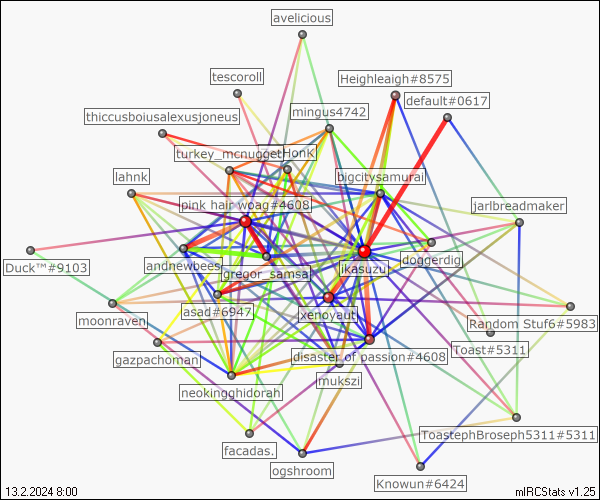 avelicious
tescoroll
Heighleaigh#8575
default#0617
mingus4742
thiccusboiusalexusjoneus
turkey_mcnugget
HonK
lahnk
bigcitysamurai
pink hair wpag#4608
jarlbreadmaker
Duck™#9103
andnewbees
gregor_samsa
ikasuzu
doggerdig
asad#6947
xenoyaut
moonraven
Random Stuf6#5983
gazpachoman
disaster of passion#4608
Toast#5311
mukszi
neokingghidorah
ToastephBroseph5311#5311
facadas.
ogshroom
Knowun#6424
13.2.2024 8:00
mIRCStats v1.25